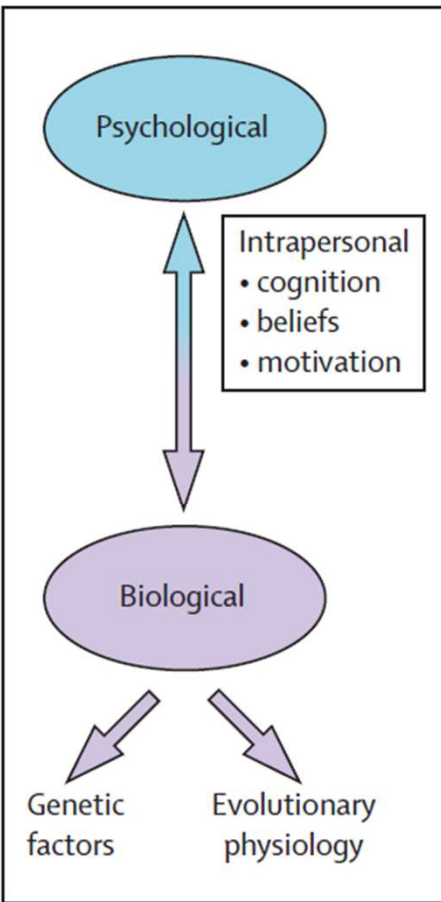 Psychological
Intrapersonal
• cognition
• beliefs
• motivation
Biological
Genetic
factors
Evolutionary
physiology